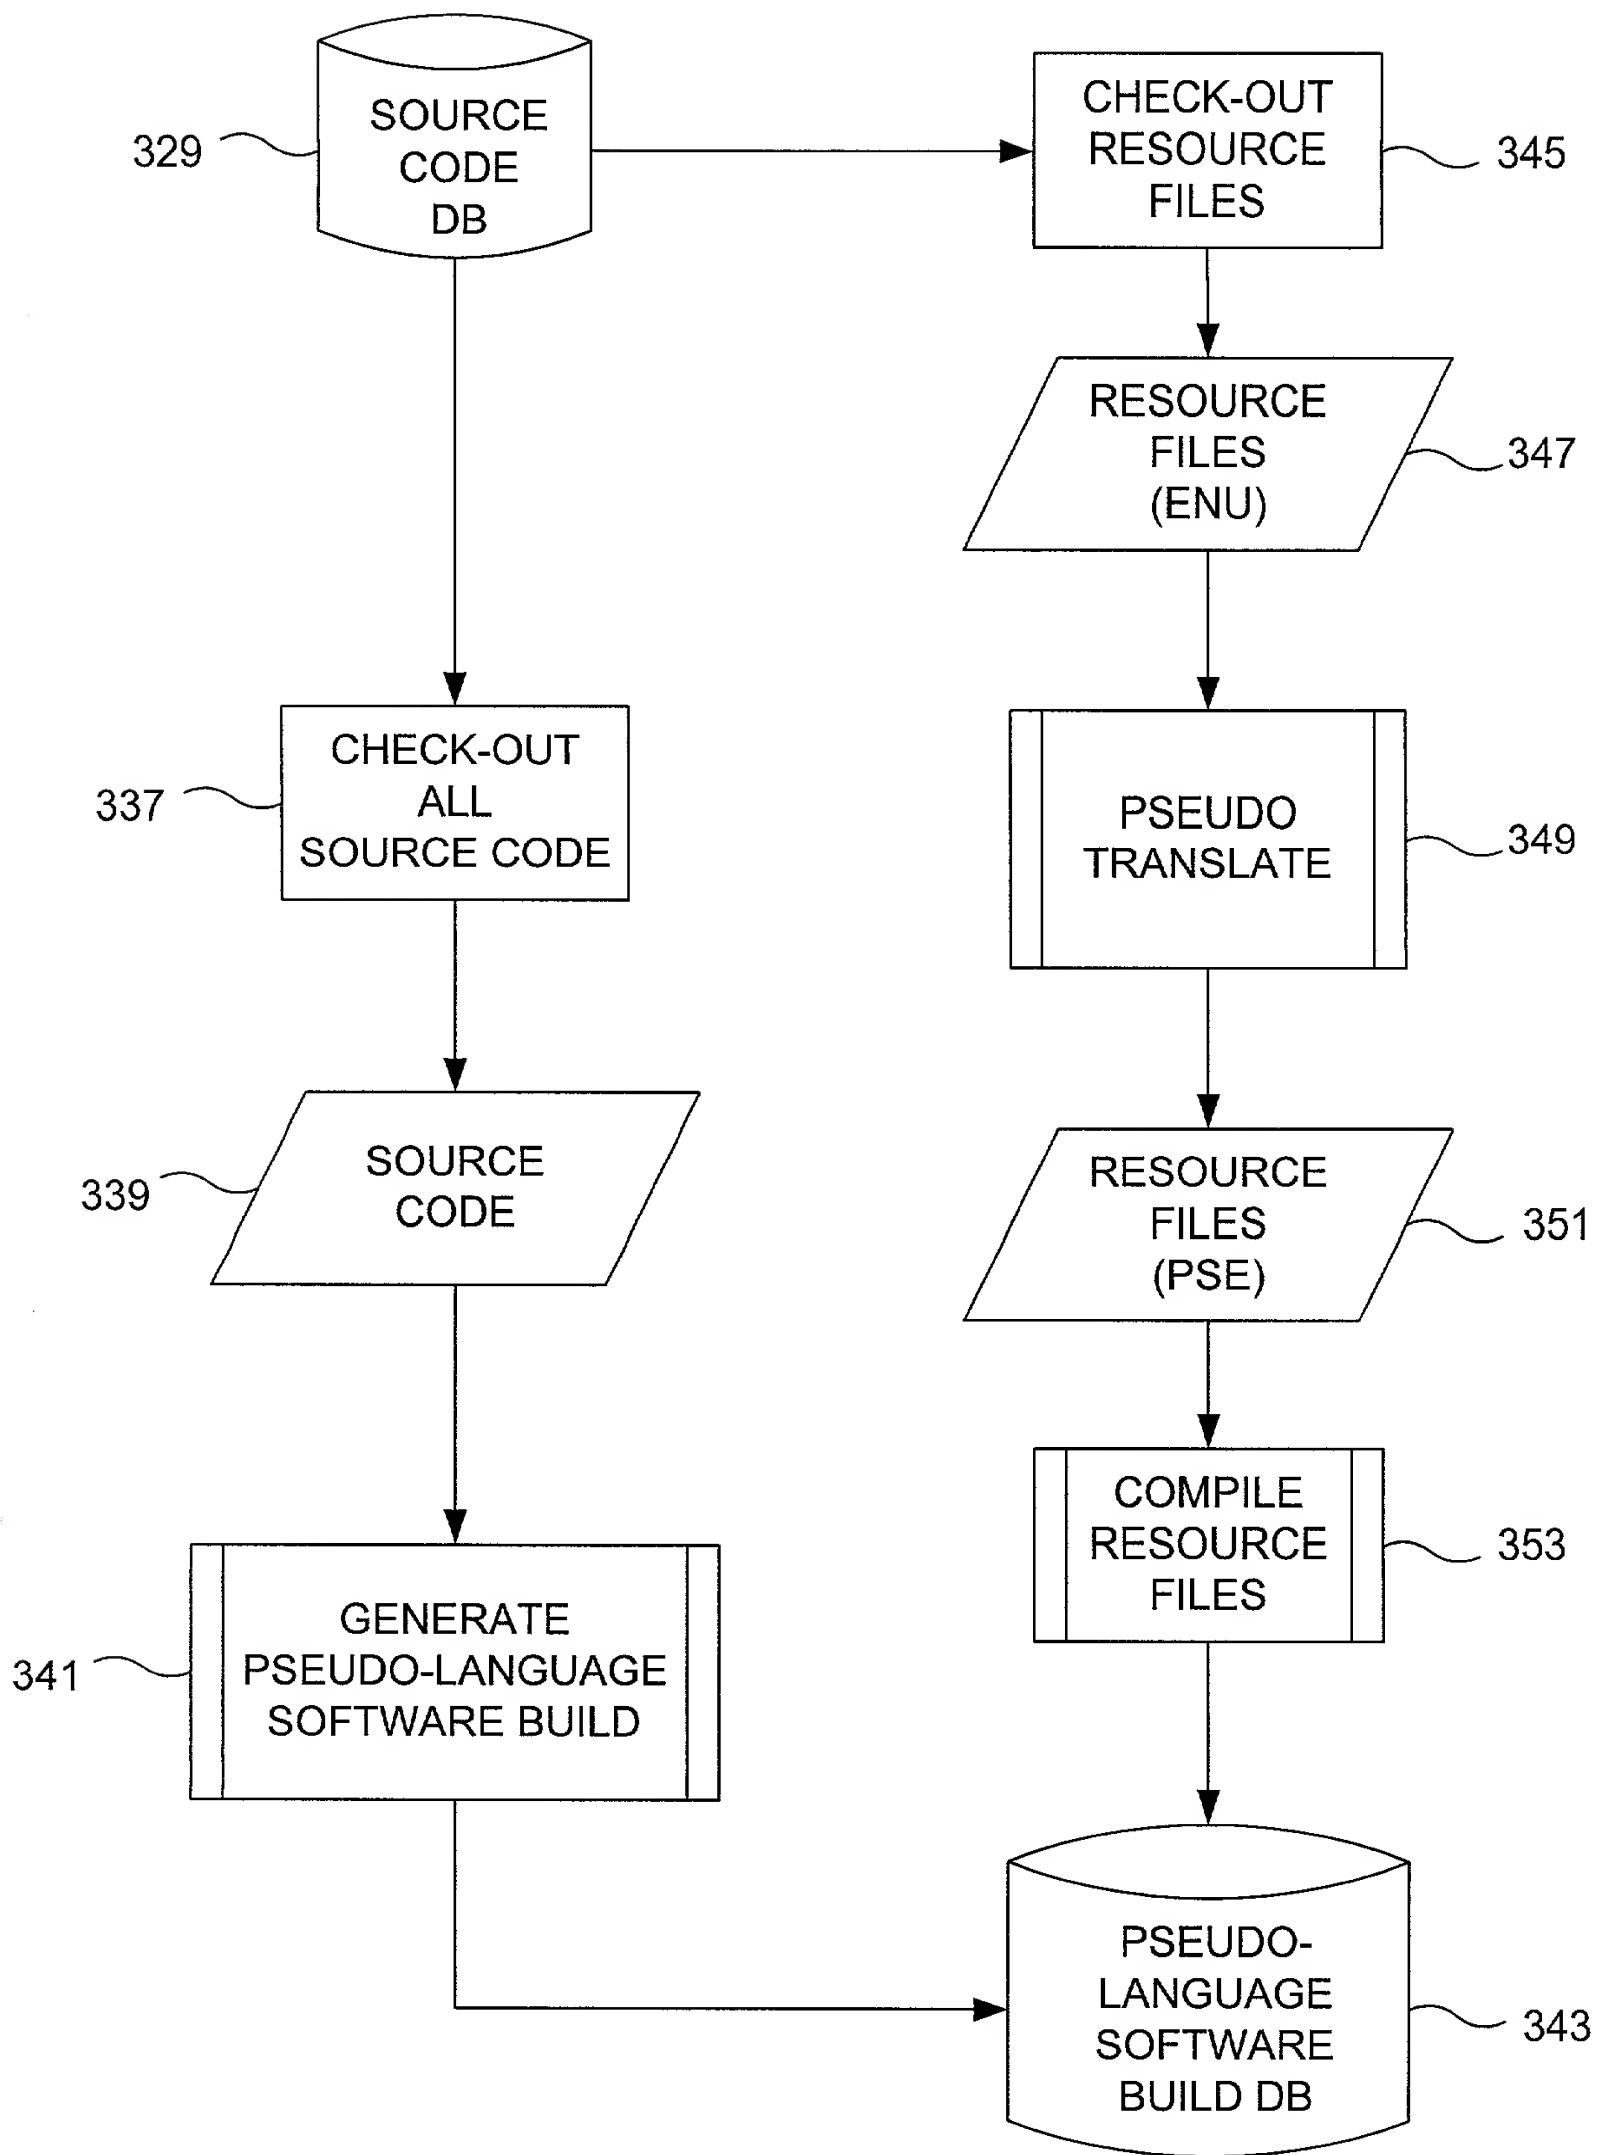 SOURCE
CODE
DB
329
CHECK-OUT
RESOURCE
FILES
345
RESOURCE
FILES
(ENU)
347
CHECK-OUT
ALL
SOURCE CODE
337
PSEUDO
TRANSLATE
349
SOURCE
CODE
339
RESOURCE
FILES
(PSE)
351
GENERATE
PSEUDO-LANGUAGE
SOFTWARE BUILD
341
COMPILE
RESOURCE
FILES
353
PSEUDO-
LANGUAGE
SOFTWARE
BUILD DB
343